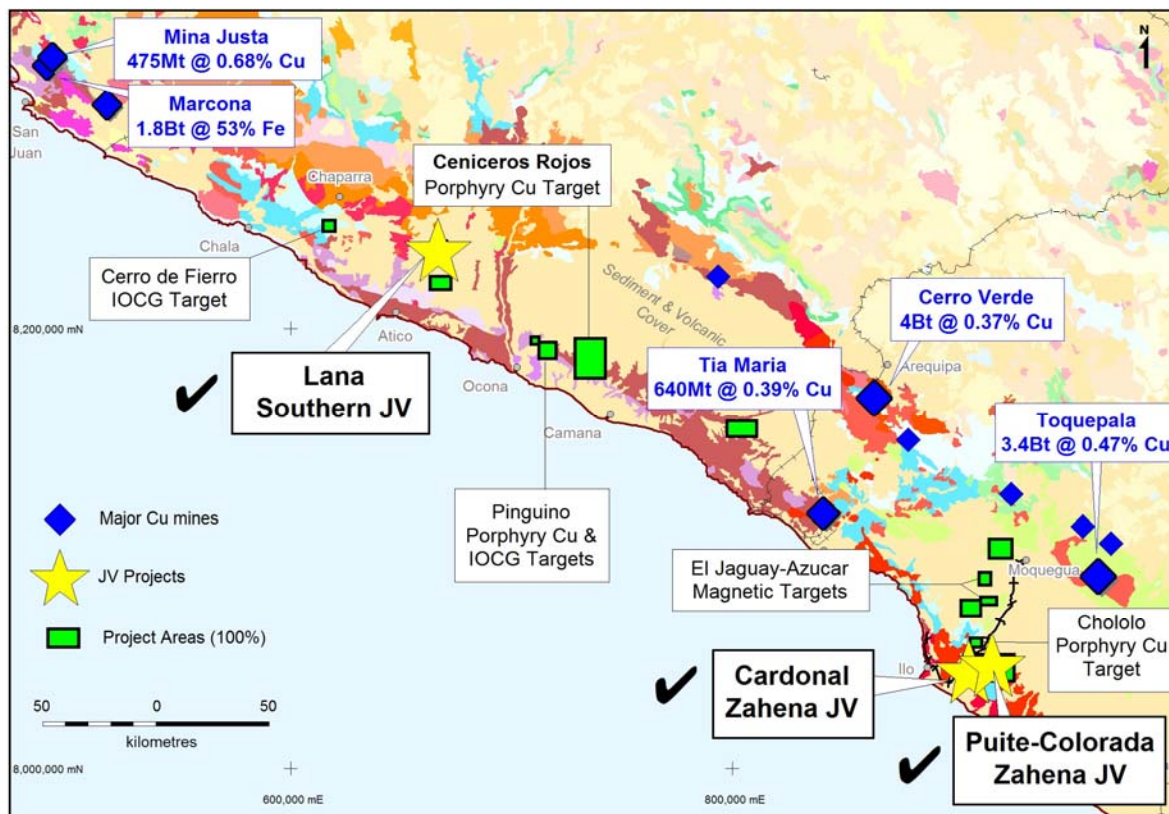 Mina Justa
475Mt @ 0.68% Cu
Marcona
1.8Bt @ 53% Fe
N
San
Juan
Chaparra
Ceniceros Rojos
Porphyry Cu Target
Chala
Cerro de Fierro
IOCG Target
Sediment & Volcanic
Cover
Cerro Verde
4Bt @ 0.37% Cu
8,200,000 mN
Atico
Lana
Southern JV
Ocona
Tia Maria
640Mt @ 0.39% Cu
Arequipa
Camana
Toquepala
3.4Bt @ 0.47% Cu
Pinguino
Porphyry Cu &
IOCG Targets
Major Cu mines
JV Projects
Project Areas (100%)
El Jaguay-Azucar
Magnetic Targets
Moquegua
Chololo
Porphyry Cu
Target
Ilo
Cardonal
Zahena JV
Puite-Colorada
Zahena JV
50 0 50
kilometres
8,000,000 mN
600,000 mE
800,000 mE